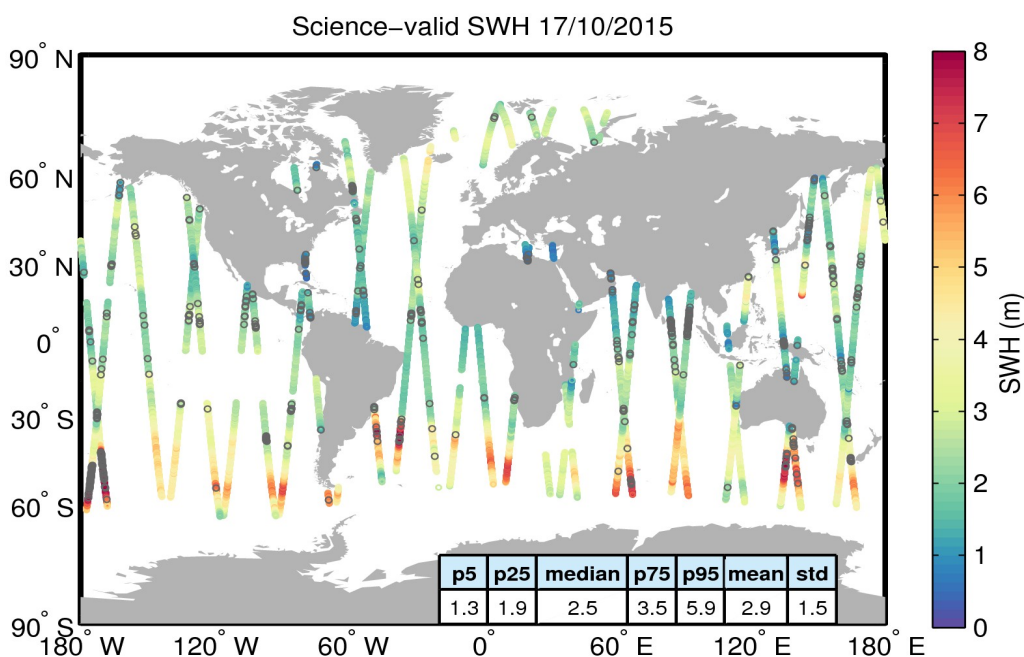 Science−valid SWH 17/10/2015
90° N
60° N
30° N
0°
30° S
60° S
90° S
180° W
120° W
60° W
0°
60° E
120° E
180° E
p5 p25 median p75 p95 mean std
1.3 1.9 2.5 3.5 5.9 2.9 1.5
8
7
6
5
4
3
2
1
0
SWH (m)